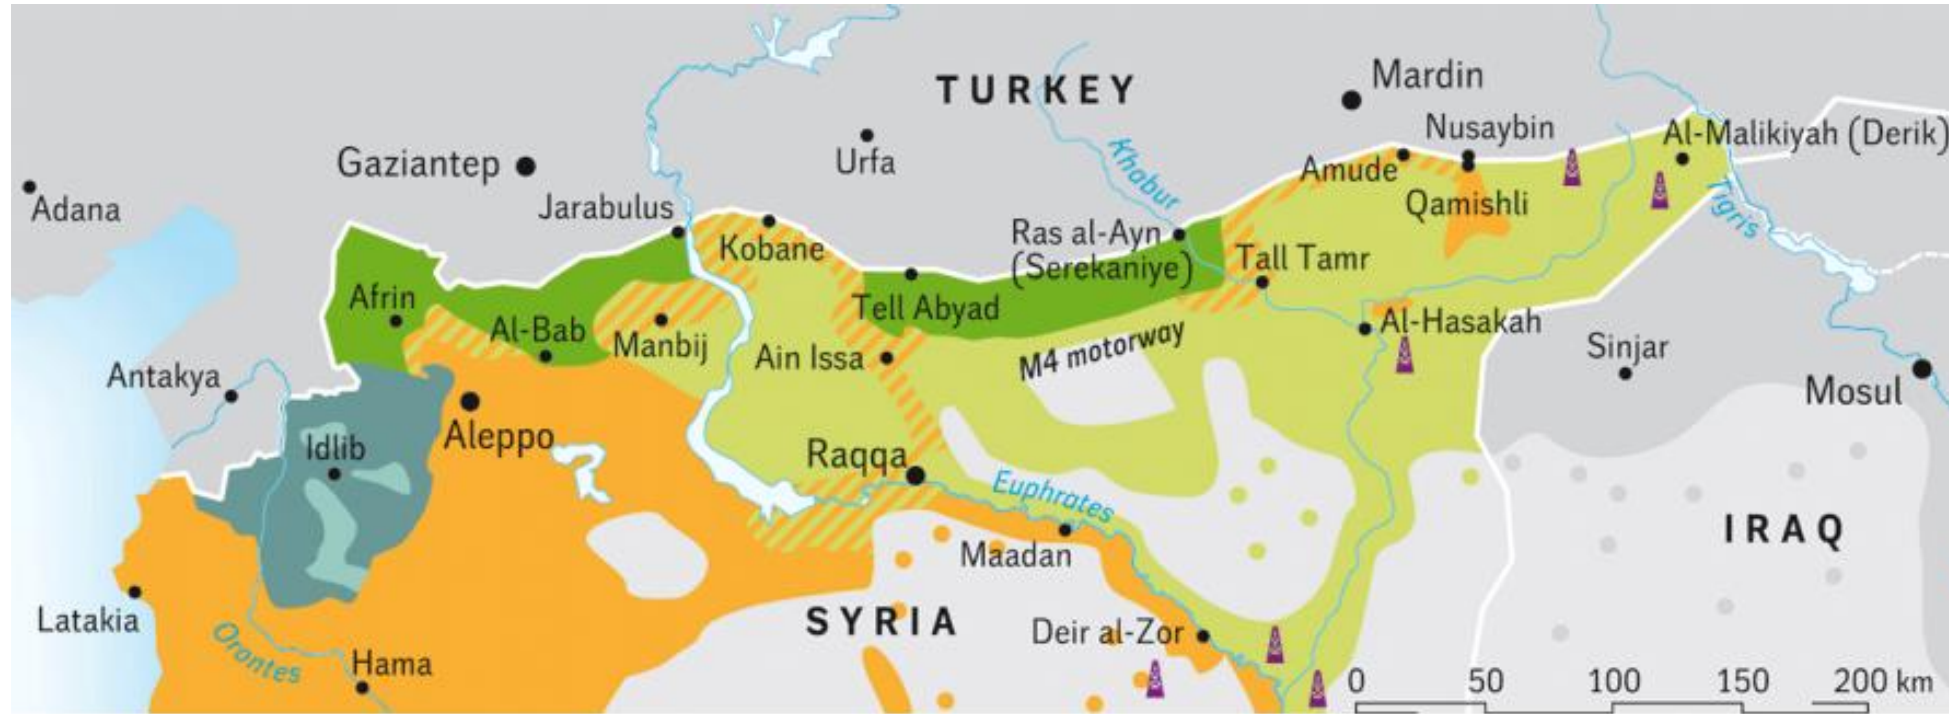 TURKEY
Mardin
Nusaybin
Al-Malikiyah (Derik)
Gaziantep
Urfa
Khabur
Amude
Adana
Jarabulus
Qamishli
Tigris
Kobane
Ras al-Ayn
(Serekaniye)
Tall Tamr
Afrin
Tell Abyad
Al-Bab
Manbij
Ain Issa
M4 motorway
Al-Hasakah
Sinjar
Antakya
Mosul
Aleppo
Idlib
Raqqa
Euphrates
IRAQ
Maadan
Latakia
SYRIA
Deir al-Zor
Orontes
Hama
0 50 100 150 200 km